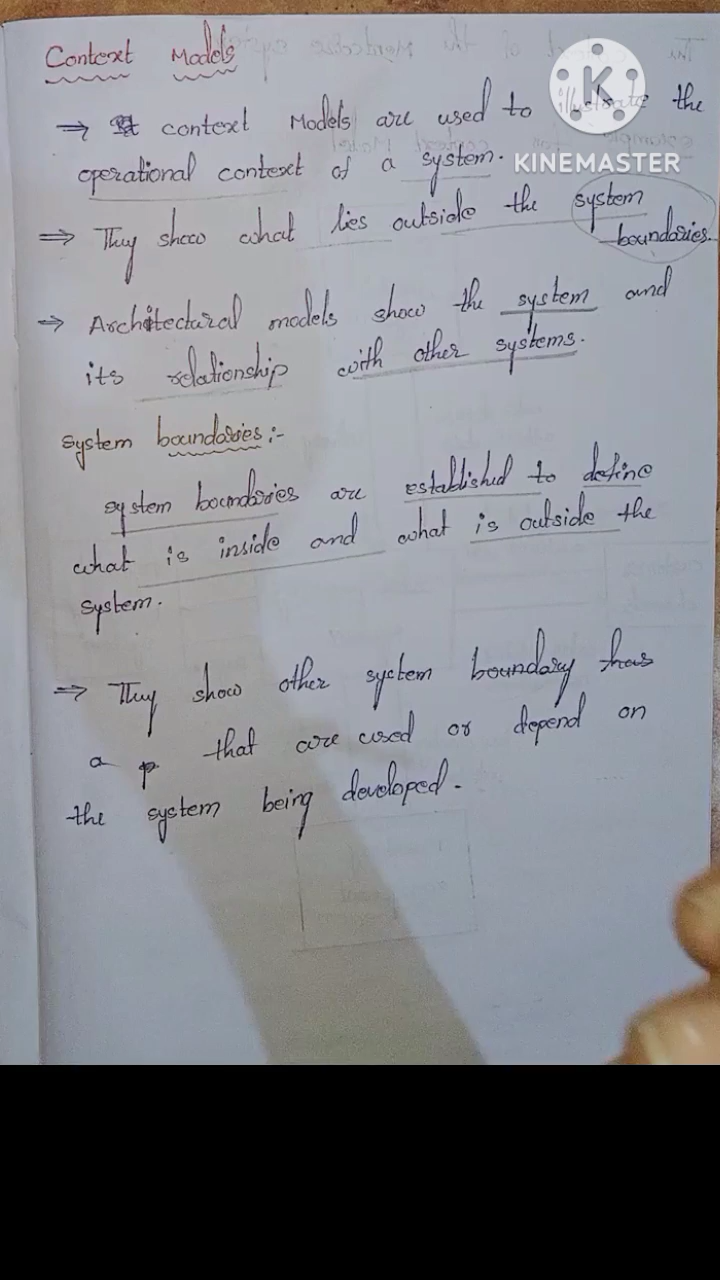 Context Models
KINEMASTER
⇒ context Models are used to illustrate the
operational context of a system.
⇒ They show what lies outside the system
boundaries.
⇒ Architectural models show the system and
its relationship with other systems.
System boundaries :-
System boundaries are established to define
what is inside and what is outside the
system.
⇒ They show other system boundary has
a p. that are used or depend on
the system being developed.